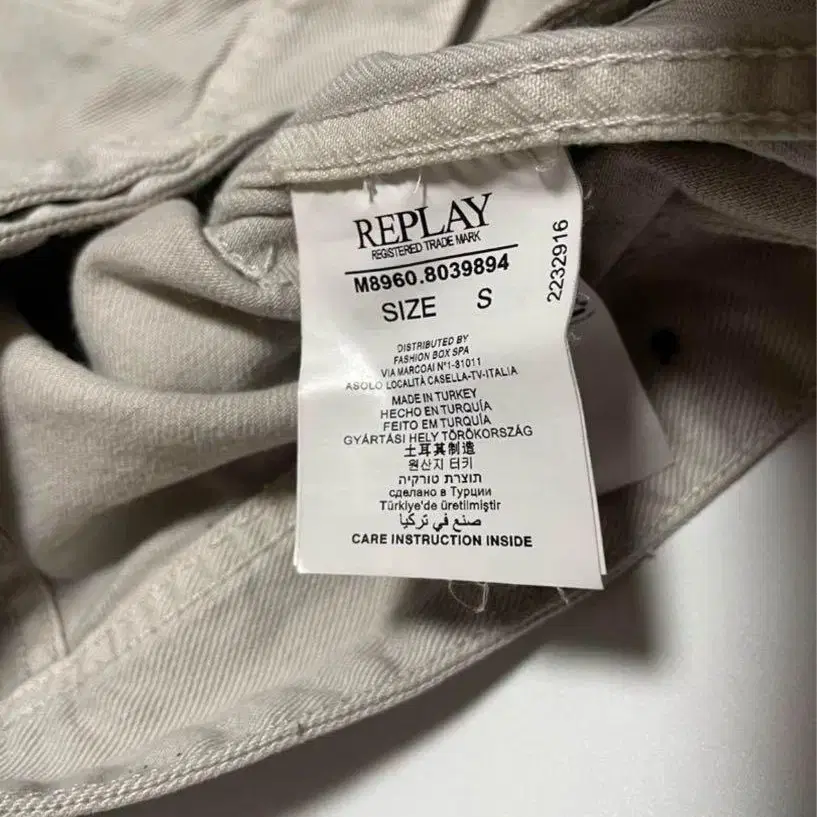 REPLAY
REGISTERED TRADE MARK
M8960.8039894
SIZE S
2232916
DISTRIBUTED BY
FASHION BOX SPA
VIA MARCOAI N°1-81011
ASOLO LOCALITÀ CASELLA-TV-ITALIA
MADE IN TURKEY
HECHO EN TURQUÍA
FEITO EM TURQUÍA
GYÁRTÁSI HELY TÖRÖKORSZÁG
土耳其制造
원산지 터키
תוצרת טורקיה
сделано в Турции
Türkiye'de üretilmiştir
صنع في تركيا
CARE INSTRUCTION INSIDE